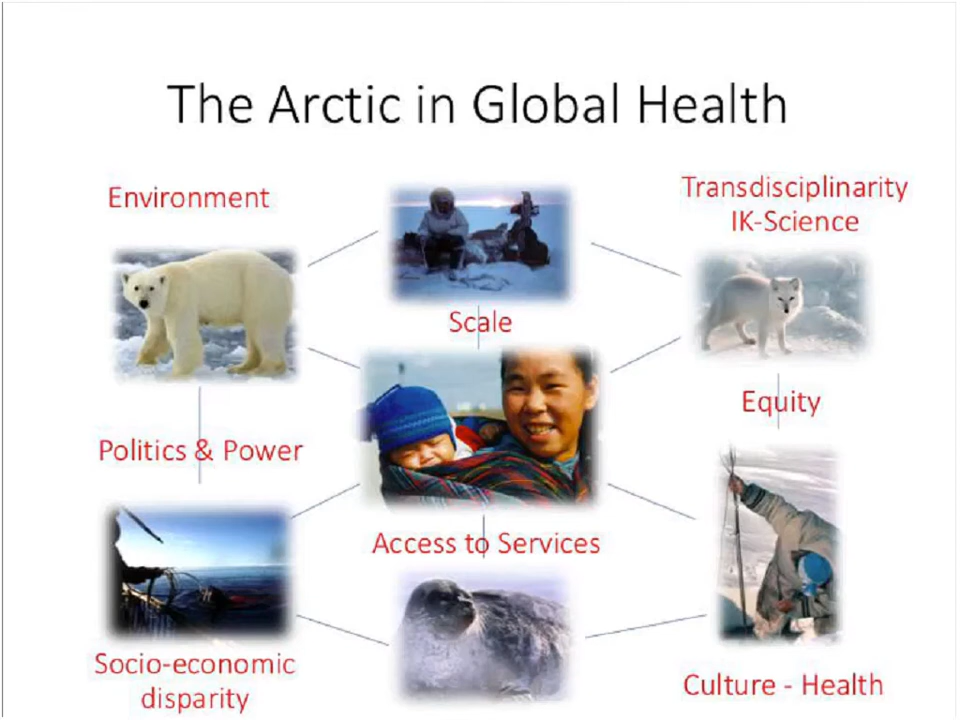 The Arctic in Global Health
Environment
Transdisciplinarity
IK-Science
Scale
Equity
Politics & Power
Access to Services
Socio-economic
disparity
Culture - Health